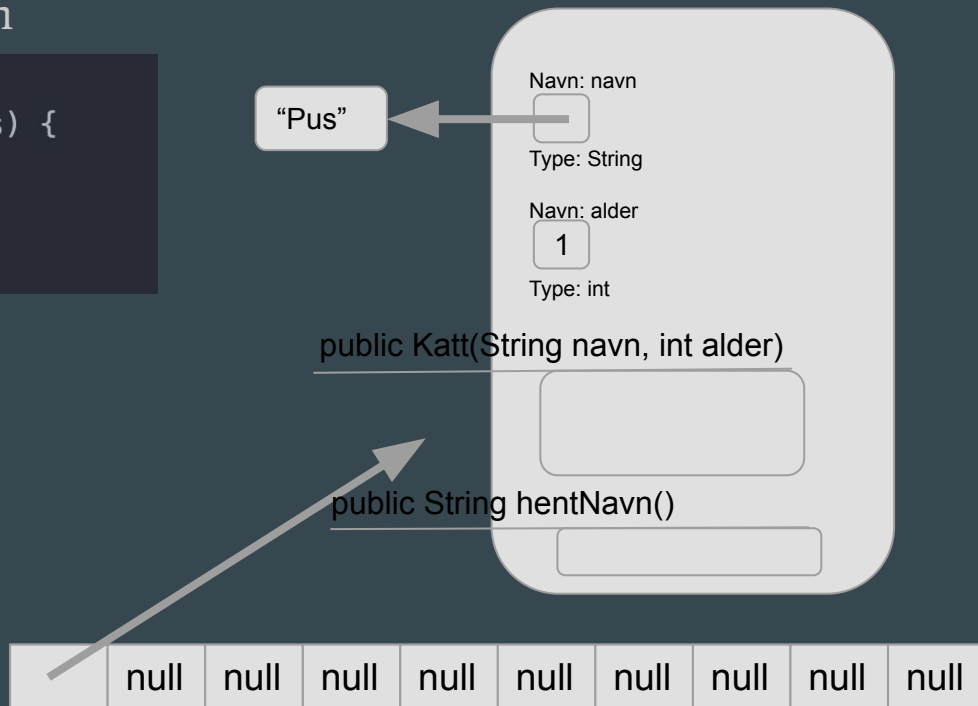 n
s) {
“Pus”
Navn: navn
Type: String
Navn: alder
1
Type: int
public Katt(String navn, int alder)
public String hentNavn()
null null null null null null null null null